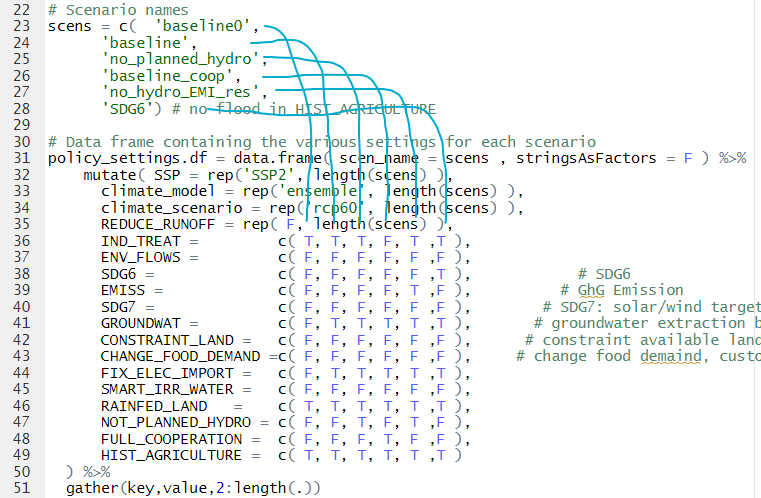 22 # Scenario names
23 scens = c( 'baseline0',
24 'baseline',
25 'no_planned_hydro',
26 'baseline_coop',
27 'no_hydro_EMI_res',
28 'SDG6') # no flood in HIST_AGRICULTURE
29
30 # Data frame containing the various settings for each scenario
31 policy_settings.df = data.frame( scen_name = scens , stringsAsFactors = F ) %>%
32 mutate( SSP = rep('SSP2', length(scens) ),
33 climate_model = rep('ensemble', length(scens) ),
34 climate_scenario = rep('rcp60', length(scens) ),
35 REDUCE_RUNOFF = rep( F, length(scens) ),
36 IND_TREAT = c( T, T, T, F, T ,T ),
37 ENV_FLOWS = c( F, F, F, F, F ,F ),
38 SDG6 = c( F, F, F, F, F ,T ), # SDG6
39 EMISS = c( F, F, F, F, T ,F ), # GhG Emission
40 SDG7 = c( F, F, F, F, F ,F ), # SDG7: solar/wind target
41 GROUNDWAT = c( F, T, T, T, T ,T ), # groundwater extraction b
42 CONSTRAINT_LAND = c( F, F, F, F, F ,F ), # constraint available land
43 CHANGE_FOOD_DEMAND =c( F, F, F, F, F ,F ), # change food demaind, custo
44 FIX_ELEC_IMPORT = c( F, T, T, T, T ,T ),
45 SMART_IRR_WATER = c( F, F, F, F, F ,F ),
46 RAINFED_LAND = c( T, T, T, T, T ,T ),
47 NOT_PLANNED_HYDRO = c( F, F, T, F, T ,F ),
48 FULL_COOPERATION = c( F, F, F, T, F ,F ),
49 HIST_AGRICULTURE = c( T, T, T, T, T ,T )
50 ) %>%
51 gather(key,value,2:length(.))